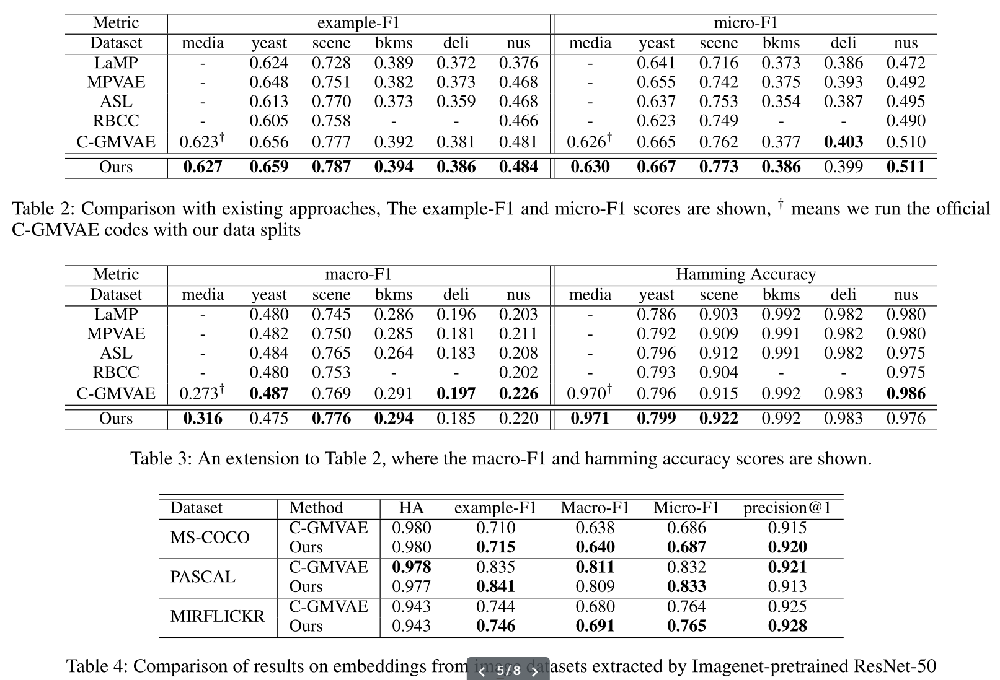 Metric example-F1 micro-F1
Dataset media yeast scene bkms deli nus media yeast scene bkms deli nus
LaMP - 0.624 0.728 0.389 0.372 0.376 - 0.641 0.716 0.373 0.386 0.472
MPVAE - 0.648 0.751 0.382 0.373 0.468 - 0.655 0.742 0.375 0.393 0.492
ASL - 0.613 0.770 0.373 0.359 0.468 - 0.637 0.753 0.354 0.387 0.495
RBCC - 0.605 0.758 - - 0.466 - 0.623 0.749 - - 0.490
C-GMVAE 0.623† 0.656 0.777 0.392 0.381 0.481 0.626† 0.665 0.762 0.377 0.403 0.510
Ours 0.627 0.659 0.787 0.394 0.386 0.484 0.630 0.667 0.773 0.386 0.399 0.511
Table 2: Comparison with existing approaches, The example-F1 and micro-F1 scores are shown, † means we run the official
C-GMVAE codes with our data splits
Metric macro-F1 Hamming Accuracy
Dataset media yeast scene bkms deli nus media yeast scene bkms deli nus
LaMP - 0.480 0.745 0.286 0.196 0.203 - 0.786 0.903 0.992 0.982 0.980
MPVAE - 0.482 0.750 0.285 0.181 0.211 - 0.792 0.909 0.991 0.982 0.980
ASL - 0.484 0.765 0.264 0.183 0.208 - 0.796 0.912 0.991 0.982 0.975
RBCC - 0.480 0.753 - - 0.202 - 0.793 0.904 - - 0.975
C-GMVAE 0.273† 0.487 0.769 0.291 0.197 0.226 0.970† 0.796 0.915 0.992 0.983 0.986
Ours 0.316 0.475 0.776 0.294 0.185 0.220 0.971 0.799 0.922 0.992 0.983 0.976
Table 3: An extension to Table 2, where the macro-F1 and hamming accuracy scores are shown.
Dataset Method HA example-F1 Macro-F1 Micro-F1 precision@1
MS-COCO C-GMVAE 0.980 0.710 0.638 0.686 0.915
Ours 0.980 0.715 0.640 0.687 0.920
PASCAL C-GMVAE 0.978 0.835 0.811 0.832 0.921
Ours 0.977 0.841 0.809 0.833 0.913
MIRFLICKR C-GMVAE 0.943 0.744 0.680 0.764 0.925
Ours 0.943 0.746 0.691 0.765 0.928
Table 4: Comparison of results on embeddings from image datasets extracted by Imagenet-pretrained ResNet-50
5/8